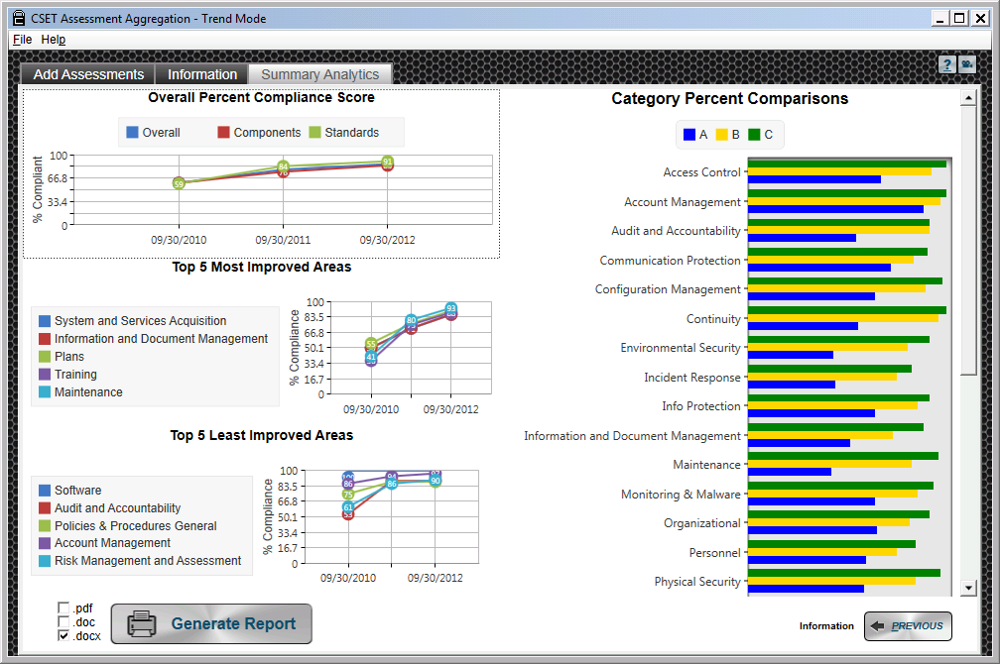 CSET Assessment Aggregation - Trend Mode
File Help
Add Assessments Information Summary Analytics
?
Overall Percent Compliance Score
Overall Components Standards
% Compliant
100
66.8
33.4
0
59 84 91
09/30/2010 09/30/2011 09/30/2012
Top 5 Most Improved Areas
System and Services Acquisition
Information and Document Management
Plans
Training
Maintenance
% Compliance
100
83.5
66.8
50.1
33.4
16.7
0
55
41
80
93
09/30/2010 09/30/2012
Top 5 Least Improved Areas
Software
Audit and Accountability
Policies & Procedures General
Account Management
Risk Management and Assessment
% Compliance
100
83.5
66.8
50.1
33.4
16.7
0
86
75
61
53
86
90
09/30/2010 09/30/2012
.pdf
.doc
.docx
Generate Report
Category Percent Comparisons
A B C
Access Control
Account Management
Audit and Accountability
Communication Protection
Configuration Management
Continuity
Environmental Security
Incident Response
Info Protection
Information and Document Management
Maintenance
Monitoring & Malware
Organizational
Personnel
Physical Security
Information PREVIOUS